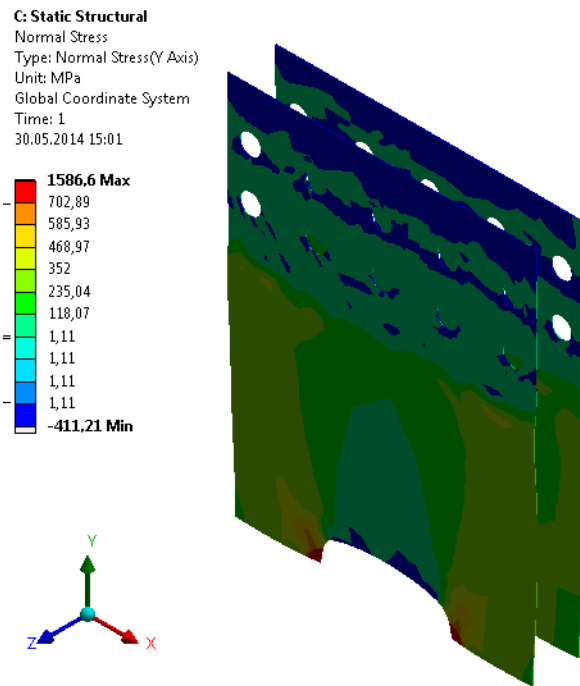 C: Static Structural
Normal Stress
Type: Normal Stress(Y Axis)
Unit: MPa
Global Coordinate System
Time: 1
30.05.2014 15:01
1586,6 Max
702,89
585,93
468,97
352
235,04
118,07
1,11
1,11
1,11
1,11
-411,21 Min
Y
Z
X